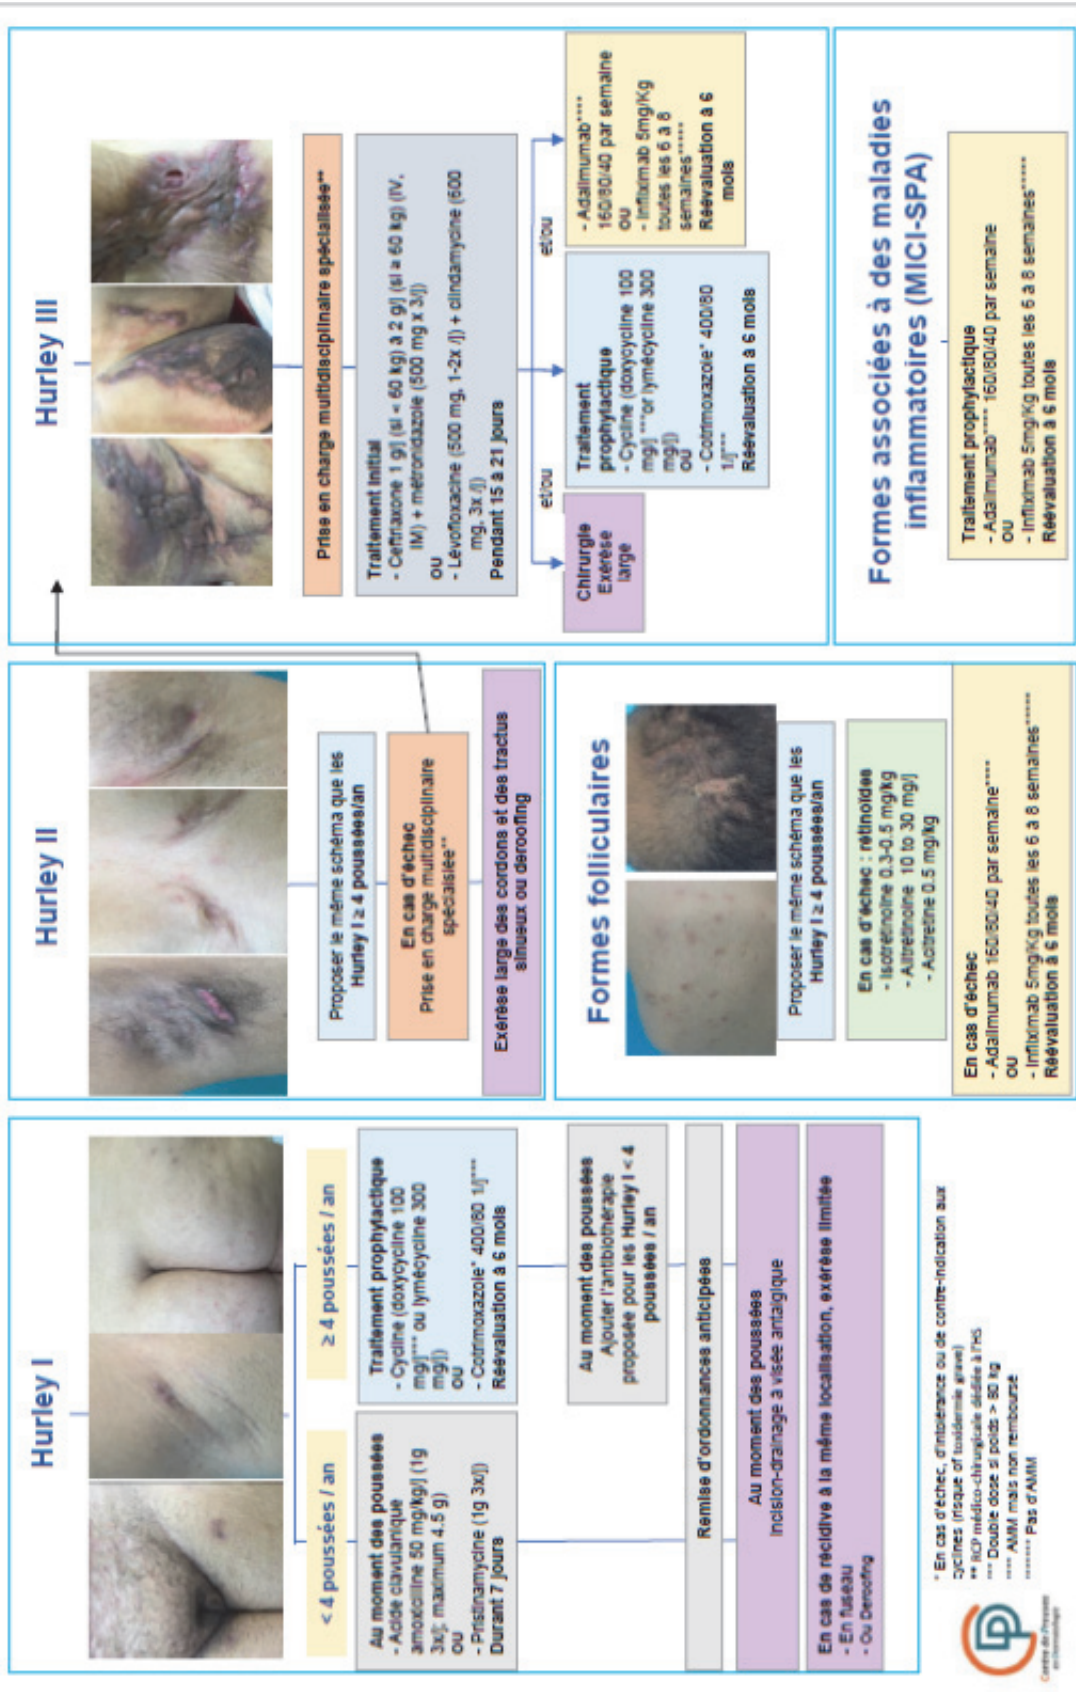 Hurley I
< 4 poussées / an
≥ 4 poussées / an
Au moment des poussées
- Acide clavulanique
amoxicilline 50 mg/kg/j (1g
3x/j; maximum 4.5 g)
ou
- Pristinamycine (1g 3x/j)
Durant 7 jours
Traitement prophylactique
- Cycline (doxycycline 100
mg/j**** ou lymécycline 300
mg/j)
ou
- Cotrimoxazole* 400/80 1/j***
Réévaluation à 6 mois
Au moment des poussées
Ajouter l'antibiothérapie
proposée pour les Hurley I < 4
poussées / an
Remise d'ordonnances anticipées
Au moment des poussées
Incision-drainage à visée antalgique
En cas de récidive à la même localisation, exérèse limitée
- En fuseau
- Ou Deroofing
Hurley II
Proposer le même schéma que les
Hurley I ≥ 4 poussées/an
En cas d'échec
Prise en charge multidisciplinaire
spécialisée**
Exérèse large des cordons et des tractus
sinueux ou deroofing
Formes folliculaires
Proposer le même schéma que les
Hurley I ≥ 4 poussées/an
En cas d'échec : rétinoïdes
- Isotrétinoïne 0.3-0.5 mg/kg
- Alitrétinoïne 10 to 30 mg/j
- Acitrétine 0.5 mg/kg
En cas d'échec
- Adalimumab 160/80/40 par semaine****
ou
- Infliximab 5mg/Kg toutes les 6 à 8 semaines*****
Réévaluation à 6 mois
Hurley III
Prise en charge multidisciplinaire spécialisée**
Traitement initial
- Ceftriaxone 1 g/j (si < 60 kg) à 2 g/j (si ≥ 60 kg) (IV,
IM) + métronidazole (500 mg x 3/j)
ou
- Lévofloxacine (500 mg, 1-2x /j) + clindamycine (600
mg, 3x /j)
Pendant 15 à 21 jours
et/ou
et/ou
Chirurgie
Exérèse
large
Traitement
prophylactique
- Cycline (doxycycline 100
mg/j ****or lymécycline 300
mg/j)
ou
- Cotrimoxazole* 400/80
1/j***
Réévaluation à 6 mois
- Adalimumab****
160/80/40 par semaine
ou
- Infliximab 5mg/Kg
toutes les 6 à 8
semaines*****
Réévaluation à 6
mois
Formes associées à des maladies
inflammatoires (MICI-SPA)
Traitement prophylactique
- Adalimumab**** 160/80/40 par semaine
ou
- Infliximab 5mg/Kg toutes les 6 à 8 semaines*****
Réévaluation à 6 mois
* En cas d'échec, d'intolérance ou de contre-indication aux
cyclines (risque of toxidermie grave)
** RCP médico-chirurgicale dédiée à l'HS
*** Double dose si poids > 80 kg
**** AMM mais non remboursé
***** Pas d'AMM
Centre de Preuves
en Dermatologie